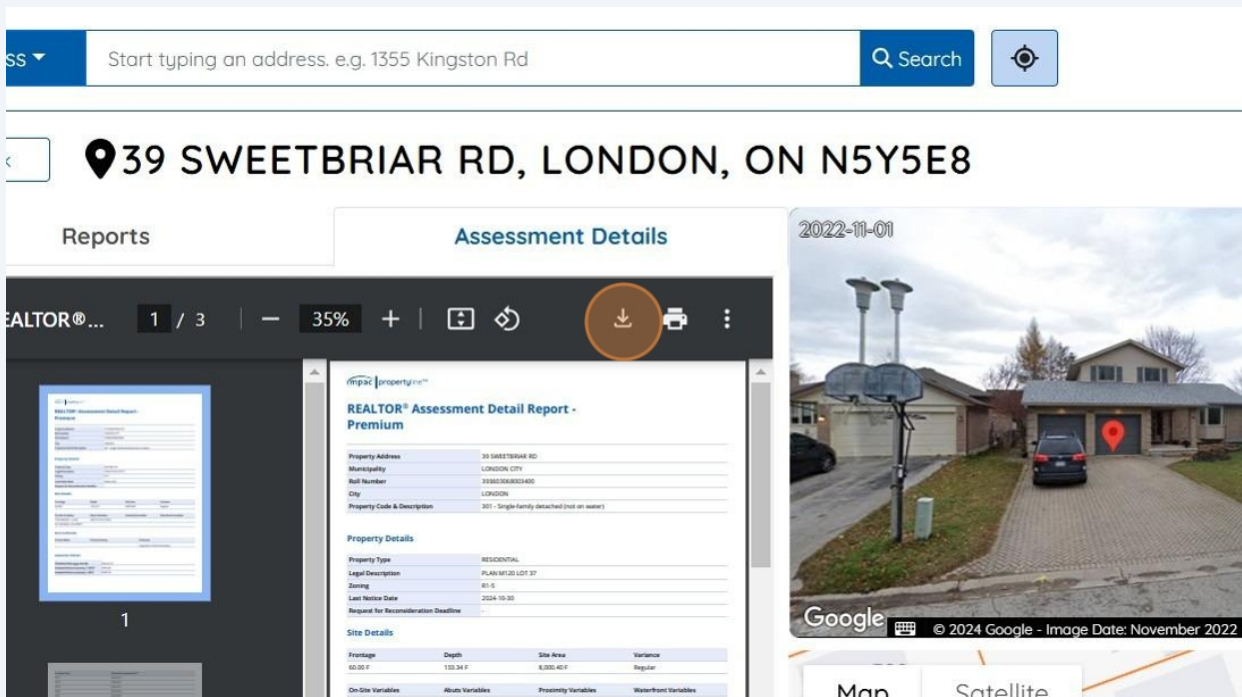 ss
Start typing an address. e.g. 1355 Kingston Rd
Search
39 SWEETBRIAR RD, LONDON, ON N5Y5E8
Reports
Assessment Details
EALTOR®... 1 / 3 35%
1
mpac propertyline™
REALTOR® Assessment Detail Report -
Premium
Property Address 39 SWEETBRIAR RD
Municipality LONDON CITY
Roll Number 393603068003400
City LONDON
Property Code & Description 301 - Single-family detached (not on water)
Property Details
Property Type RESIDENTIAL
Legal Description PLAN M120 LOT 37
Zoning R1-5
Last Notice Date 2024-10-30
Request for Reconsideration Deadline -
Site Details
Frontage Depth Site Area Variance
60.00 F 133.34 F 8,000.40 F Regular
On-Site Variables Abuts Variables Proximity Variables Waterfront Variables
2022-11-01
Google
© 2024 Google - Image Date: November 2022
Map Satellite